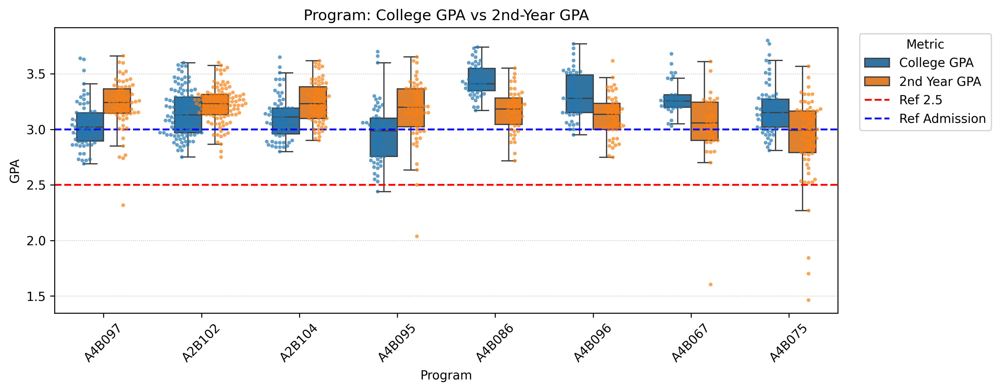 Program: College GPA vs 2nd-Year GPA
Metric
College GPA
2nd Year GPA
Ref 2.5
Ref Admission
GPA
3.5
3.0
2.5
2.0
1.5
A4B097
A2B102
A2B104
A4B095
A4B086
A4B096
A4B067
A4B075
Program